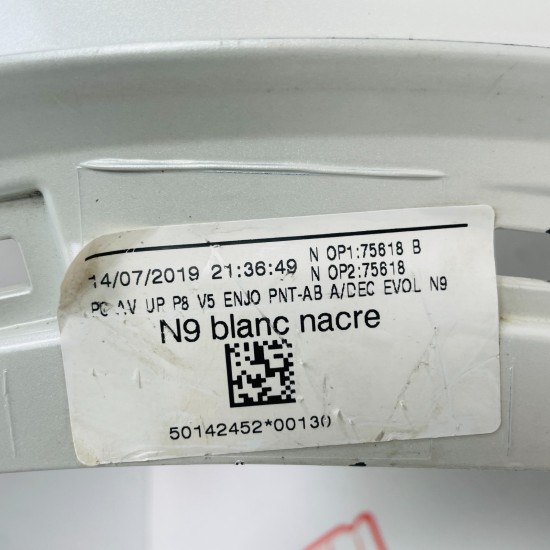 14/07/2019 21:36:49 N OP1:75618 B
N OP2:75618
PC AV UP P8 V5 ENJO PNT-AB A/DEC EVOL N9
N9 blanc nacre
50142452*00130